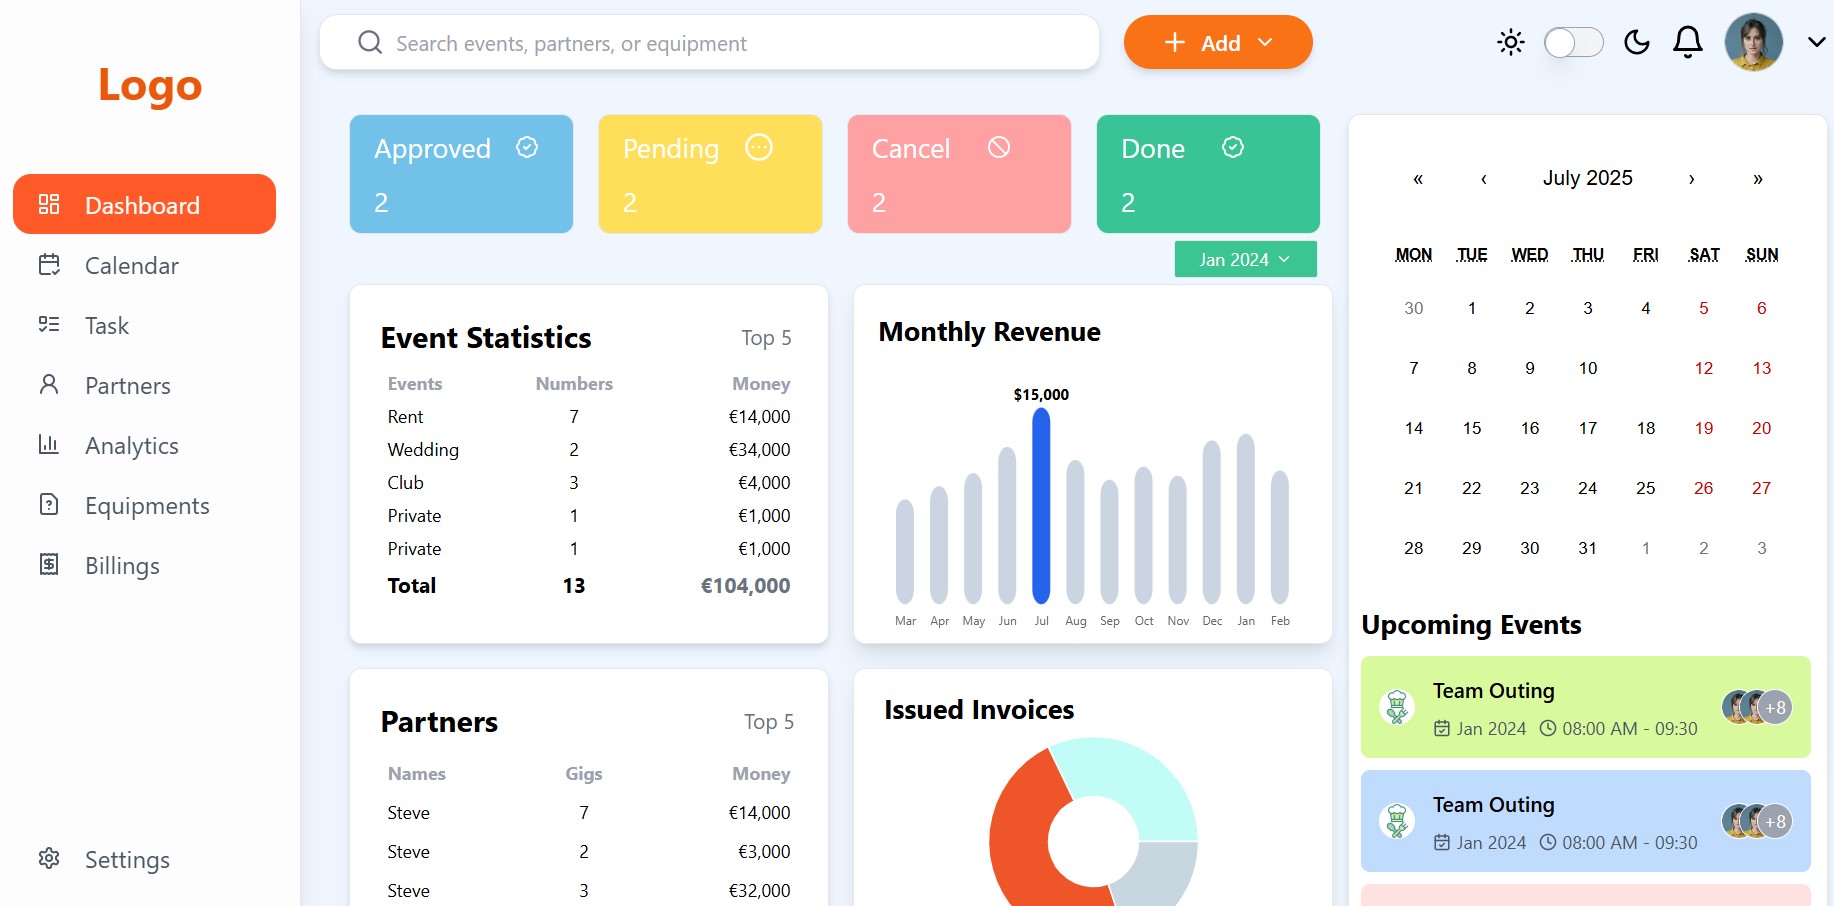 Logo
Dashboard
Calendar
Task
Partners
Analytics
Equipments
Billings
Settings
Search events, partners, or equipment
Add
Approved
2
Pending
2
Cancel
2
Done
2
Jan 2024
Event Statistics Top 5
Events Numbers Money
Rent 7 €14,000
Wedding 2 €34,000
Club 3 €4,000
Private 1 €1,000
Private 1 €1,000
Total 13 €104,000
Monthly Revenue
$15,000
Mar Apr May Jun Jul Aug Sep Oct Nov Dec Jan Feb
Partners Top 5
Names Gigs Money
Steve 7 €14,000
Steve 2 €3,000
Steve 3 €32,000
Issued Invoices
« ‹ July 2025 › »
MON TUE WED THU FRI SAT SUN
30 1 2 3 4 5 6
7 8 9 10 12 13
14 15 16 17 18 19 20
21 22 23 24 25 26 27
28 29 30 31 1 2 3
Upcoming Events
Team Outing
Jan 2024 08:00 AM - 09:30
+8
Team Outing
Jan 2024 08:00 AM - 09:30
+8